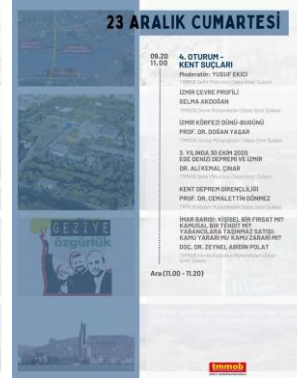 23 ARALIK CUMARTESİ
09.20
11.00
4. OTURUM -
KENT SUÇLARI
Moderatör: YUSUF EKİCİ
İZMİR ÇEVRE PROFİLİ
SELMA AKDOĞAN
İZMİR KÖRFEZİ DÜNÜ-BUGÜNÜ
PROF. DR. DOĞAN YAŞAR
3. YILINDA 30 EKİM 2020
EGE DENİZİ DEPREMİ VE İZMİR
DR. ALİ KEMAL ÇINAR
KENT DEPREM DİRENÇLİLİĞİ
PROF. DR. CEMALETTİN DÖNMEZ
İMAR BARIŞI: KİŞİSEL BİR FIRSAT MI?
KAMUSAL BİR TEHDİT Mİ?
YABANCILARA TAŞINMAZ SATIŞI:
KAMU YARARI MI/ KAMU ZARARI MI?
DOÇ. DR. ZEYNEL ABİDİN POLAT
Ara (11.00 - 11.20)
GEZİYE
özgürlük
tmmob